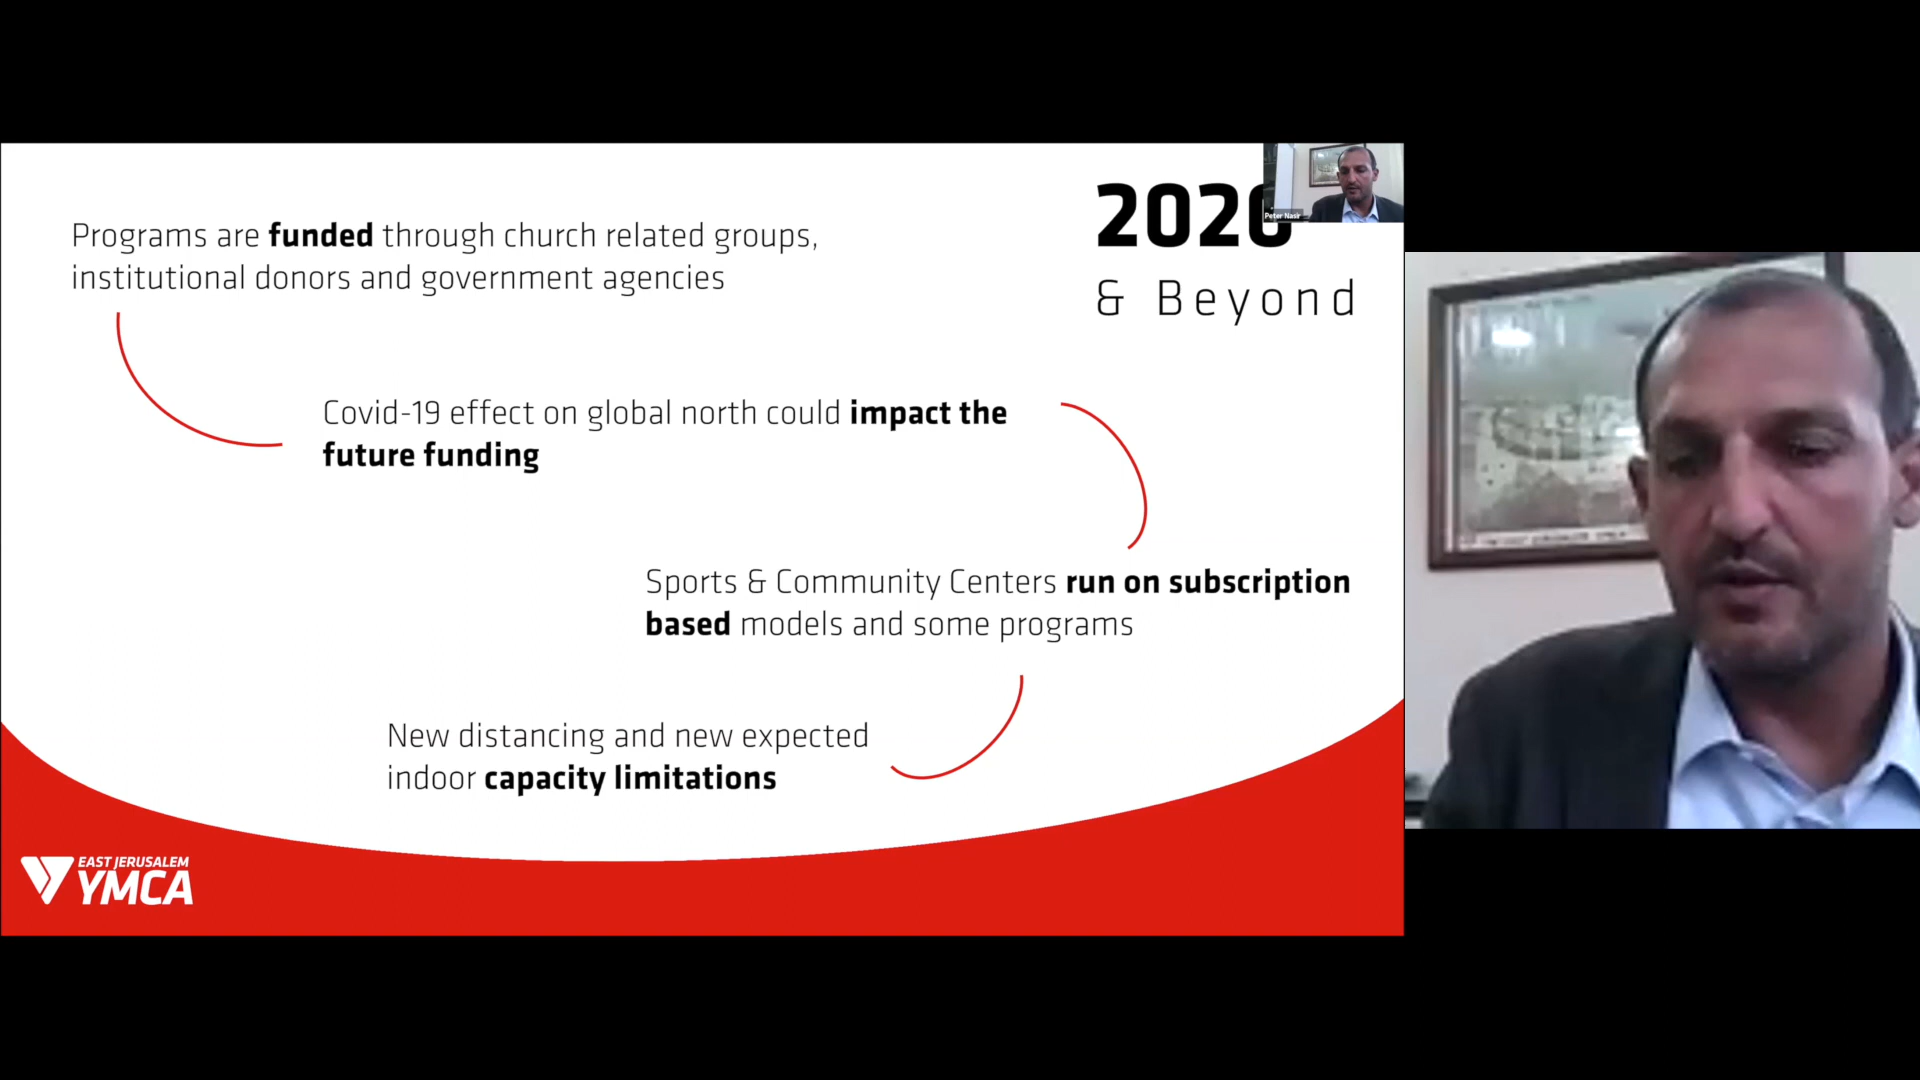 2020
& Beyond
Peter Nasir
Programs are funded through church related groups,
institutional donors and government agencies
Covid-19 effect on global north could impact the
future funding
Sports & Community Centers run on subscription
based models and some programs
New distancing and new expected
indoor capacity limitations
EAST JERUSALEM
YMCA